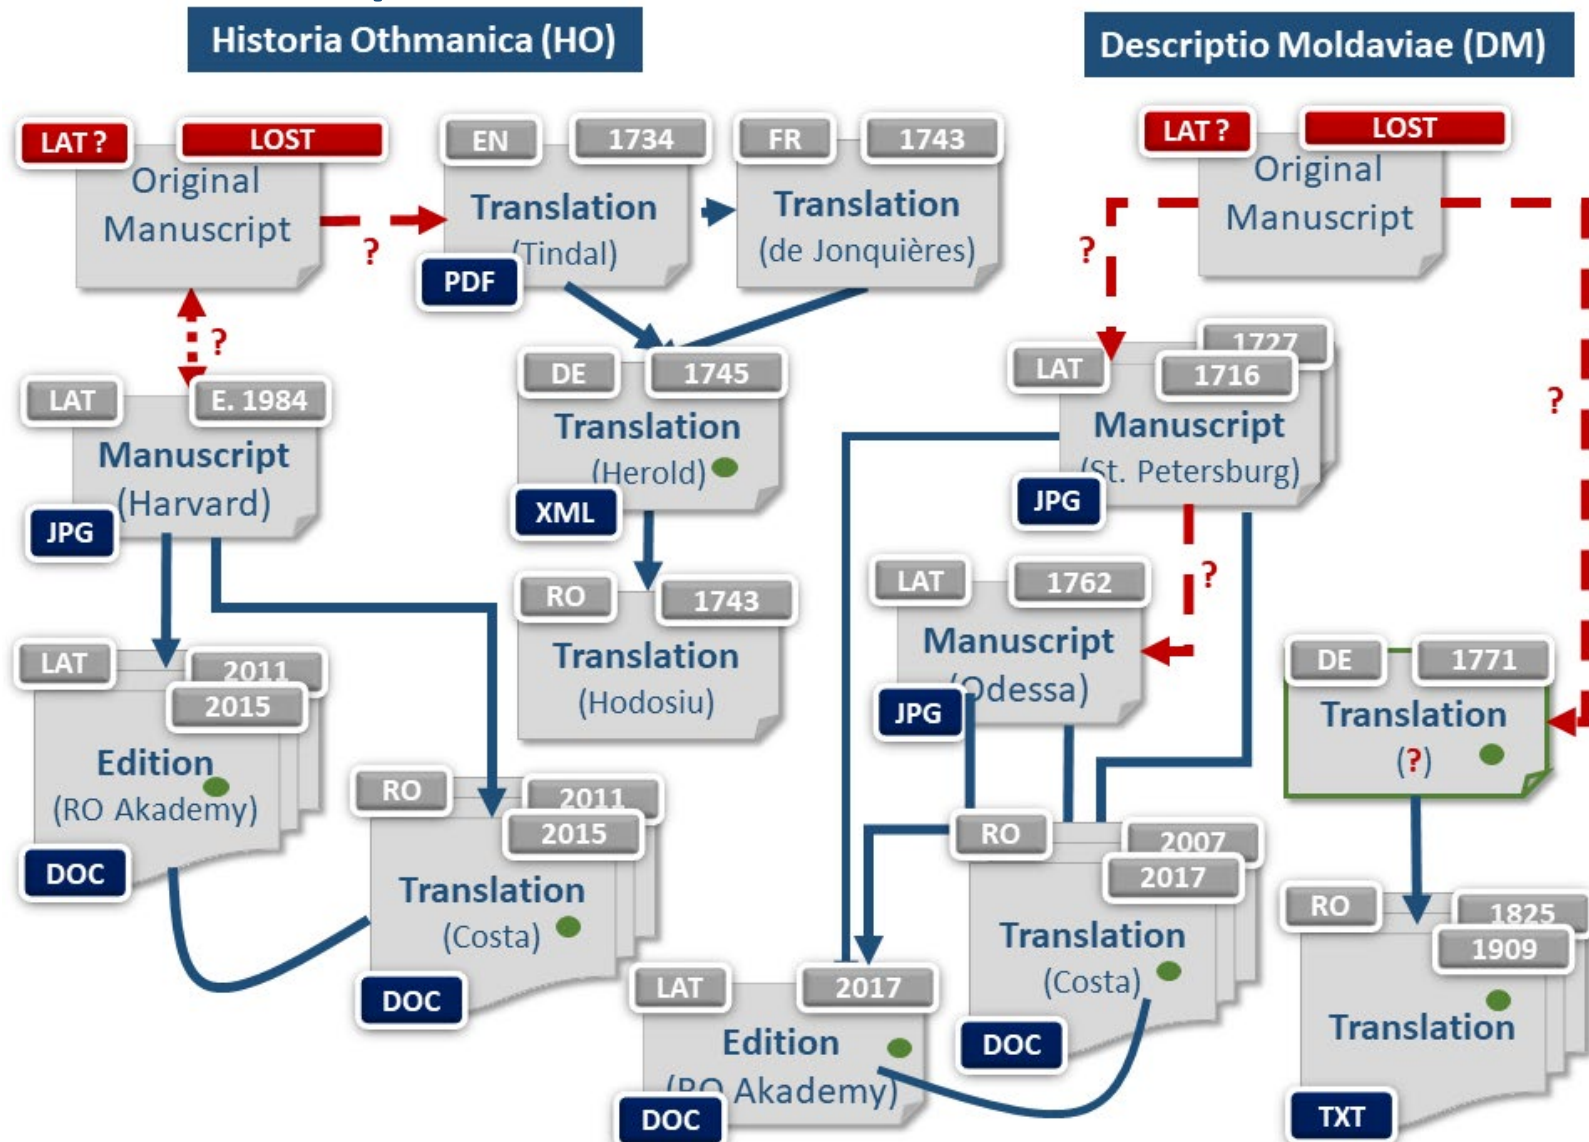 Historia Othmanica (HO)
Descriptio Moldaviae (DM)
LAT ?
LOST
Original
Manuscript
?
?
EN
1734
Translation
(Tindal)
PDF
FR
1743
Translation
(de Jonquières)
LAT
E. 1984
Manuscript
(Harvard)
JPG
DE
1745
Translation
(Herold)
XML
RO
1743
Translation
(Hodosiu)
LAT
2011
2015
Edition
(RO Akademy)
DOC
RO
2011
2015
Translation
(Costa)
DOC
LAT ?
LOST
Original
Manuscript
?
?
LAT
1727
1716
Manuscript
(St. Petersburg)
JPG
?
LAT
1762
Manuscript
(Odessa)
JPG
DE
1771
Translation
(?)
RO
2007
2017
Translation
(Costa)
DOC
LAT
2017
Edition
(RO Akademy)
DOC
RO
1825
1909
Translation
TXT